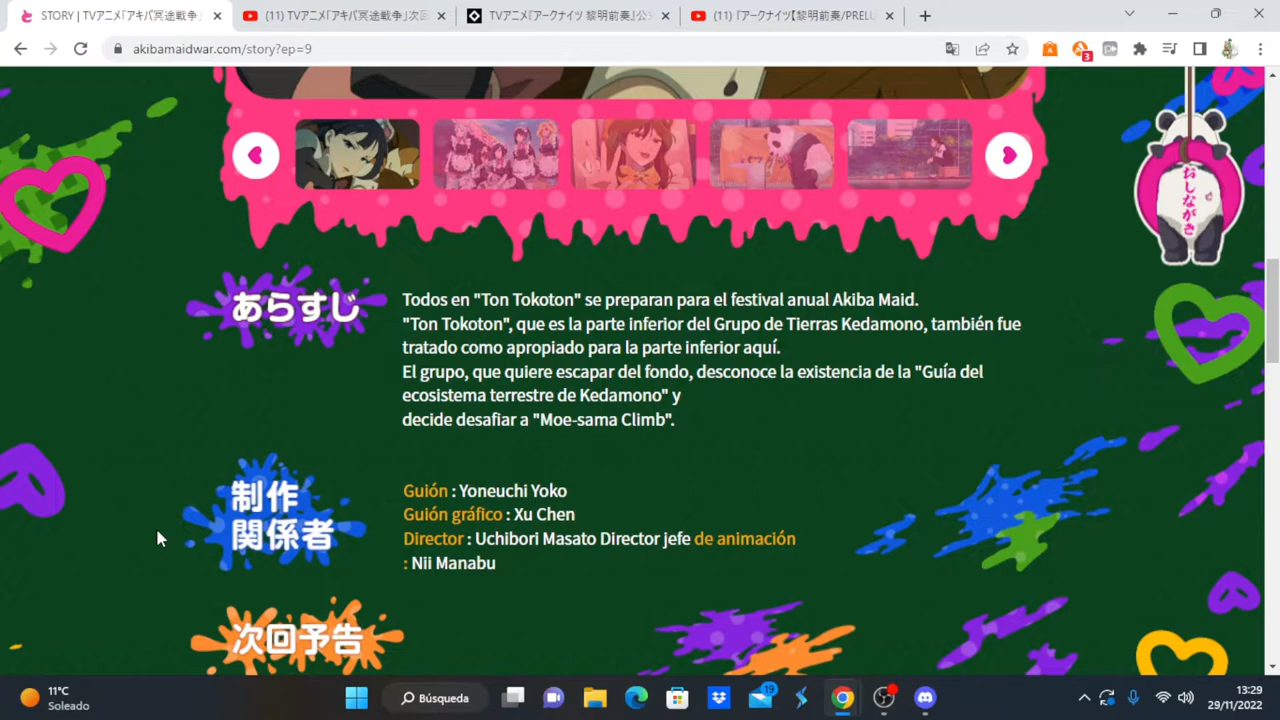 STORY | TVアニメ「アキバ冥途戦争」
(11) TVアニメ「アキバ冥途戦争」次回
TVアニメ『アークナイツ 黎明前奏』公式
(11)『アークナイツ【黎明前奏/PRELU
akibamaidwar.com/story?ep=9
3
おしながき
あらすじ
Todos en "Ton Tokoton" se preparan para el festival anual Akiba Maid.
"Ton Tokoton", que es la parte inferior del Grupo de Tierras Kedamono, también fue
tratado como apropiado para la parte inferior aquí.
El grupo, que quiere escapar del fondo, desconoce la existencia de la "Guía del
ecosistema terrestre de Kedamono" y
decide desafiar a "Moe-sama Climb".
制作
関係者
Guión : Yoneuchi Yoko
Guión gráfico : Xu Chen
Director : Uchibori Masato Director jefe de animación
: Nii Manabu
次回予告
11°C
Soleado
Búsqueda
19
13:29
29/11/2022